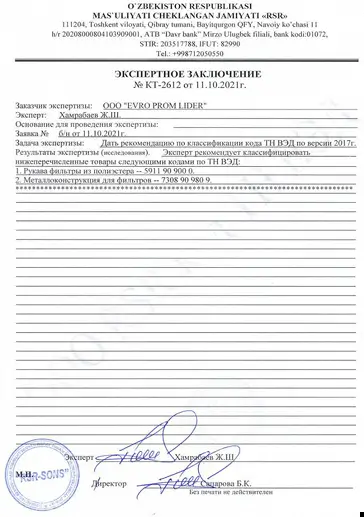 O`ZBEKISTON RESPUBLIKASI
MAS`ULIYATI CHEKLANGAN JAMIYATI «RSR»
111204, Toshkent viloyati, Qibray tumani, Bayitqurgon QFY, Navoiy ko'chasi 11
h/r 20208000804103909001, АТB "Davr bank" Mirzo Ulugbek filiali, bank kodi:01072,
STIR: 203517788, IFUT: 82990
Tel.: +998712050550
ЭКСПЕРТНОЕ ЗАКЛЮЧЕНИЕ
№ КТ-2612 от 11.10.2021г.
Заказчик экспертизы: ООО "EVRO PROM LIDER"
Эксперт: Хамрабаев Ж.Ш.
Основание для проведения экспертизы:
Заявка № б/н от 11.10.2021г.
Задача экспертизы: Дать рекомендацию по классификации кода ТН ВЭД по версии 2017г.
Результаты экспертизы (исследования). Эксперт рекомендует классифицировать
нижеперечисленные товары следующими кодами по ТН ВЭД:
1. Рукава фильтры из полиэстера -- 5911 90 900 0.
2. Металлоконструкция для фильтров -- 7308 90 980 9.
Эксперт Хамрабаев Ж.Ш.
М.П.
"RSR-SONS"
Директор Сапарова Б.К.
Без печати не действителен